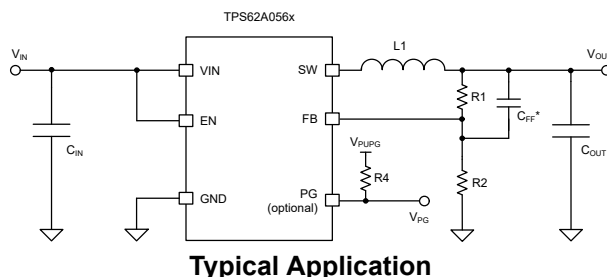 TPS62A056x
VIN
VIN
SW
L1
VOU
R1
CFF*
EN
FB
CIN
COUT
VPUPG
R4
R2
GND
PG
(optional)
VPG
Typical Application